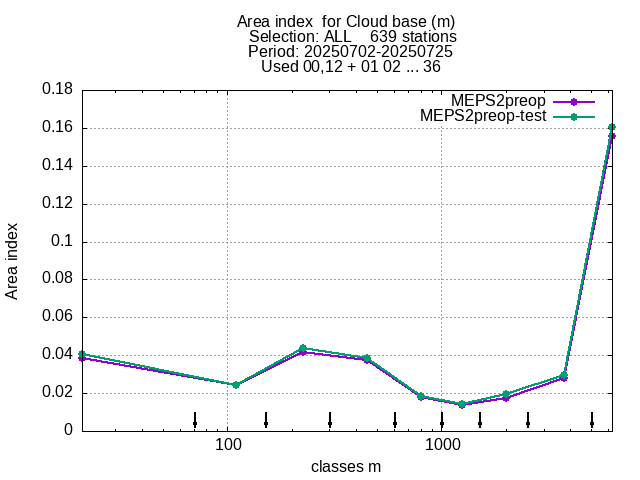 Area index  for Cloud base (m)
Selection: ALL    639 stations
Period: 20250702-20250725
Used 00,12 + 01 02 ... 36
MEPS2preop
MEPS2preop-test
0.18
0.16
0.14
0.12
0.1
0.08
0.06
0.04
0.02
0
Area index
100
1000
classes m